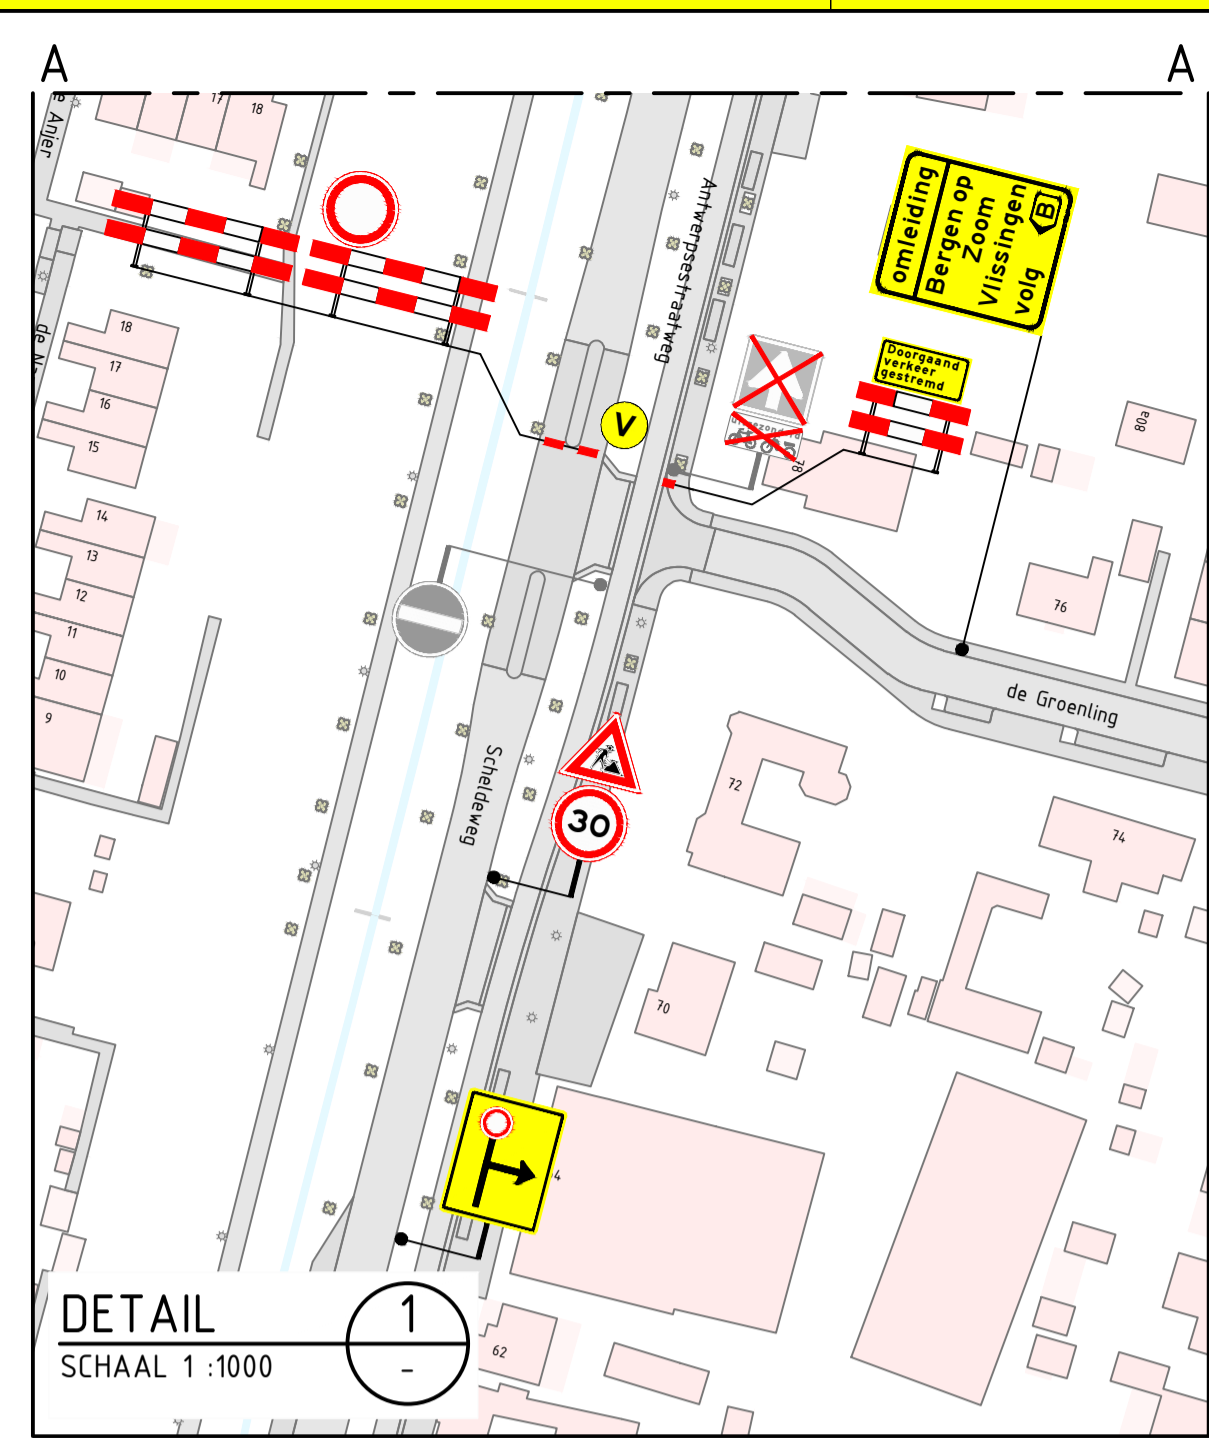 A
A
17
18
omleiding
Bergen op
Zoom
Vlissingen
volg
B
Antwerpsestraatweg
18
17
16
15
Doorgaand
verkeer
gestremd
80a
V
78
14
13
12
11
10
9
76
de Groenling
Scheldeweg
72
30
74
70
4
62
DETAIL
1
SCHAAL 1 :1000
-